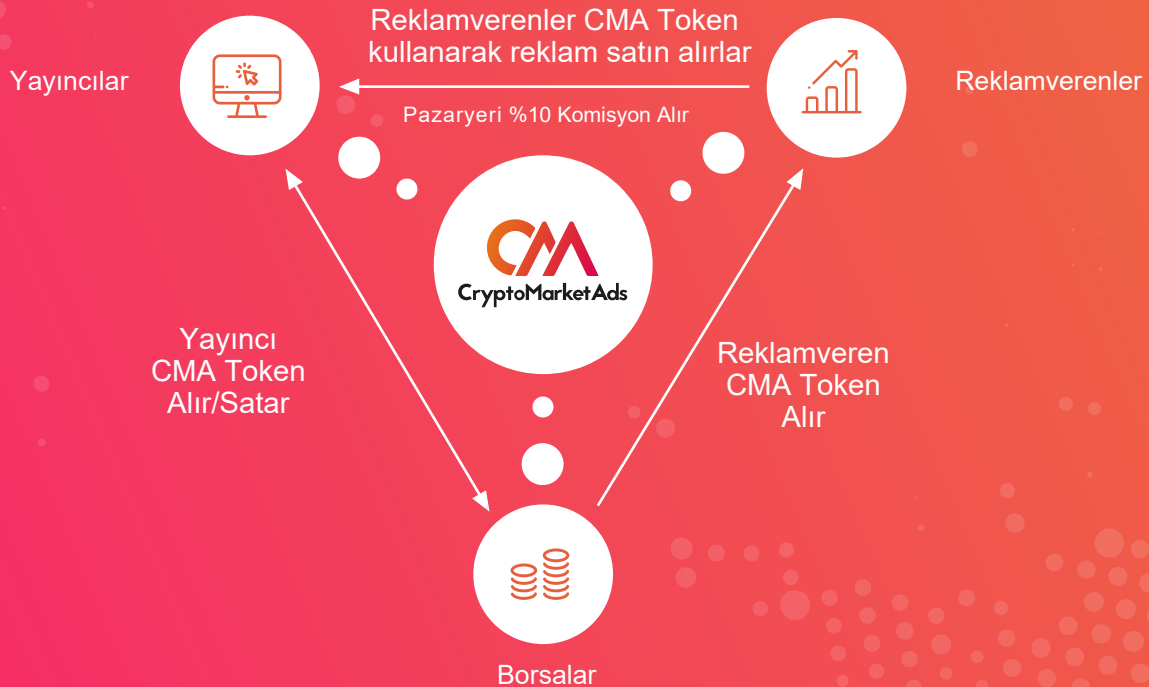 Reklamverenler CMA Token
kullanarak reklam satın alırlar
Yayıncılar
Reklamverenler
Pazaryeri %10 Komisyon Alır
CMA
CryptoMarketAds
Yayıncı
CMA Token
Alır/Satar
Reklamveren
CMA Token
Alır
Borsalar